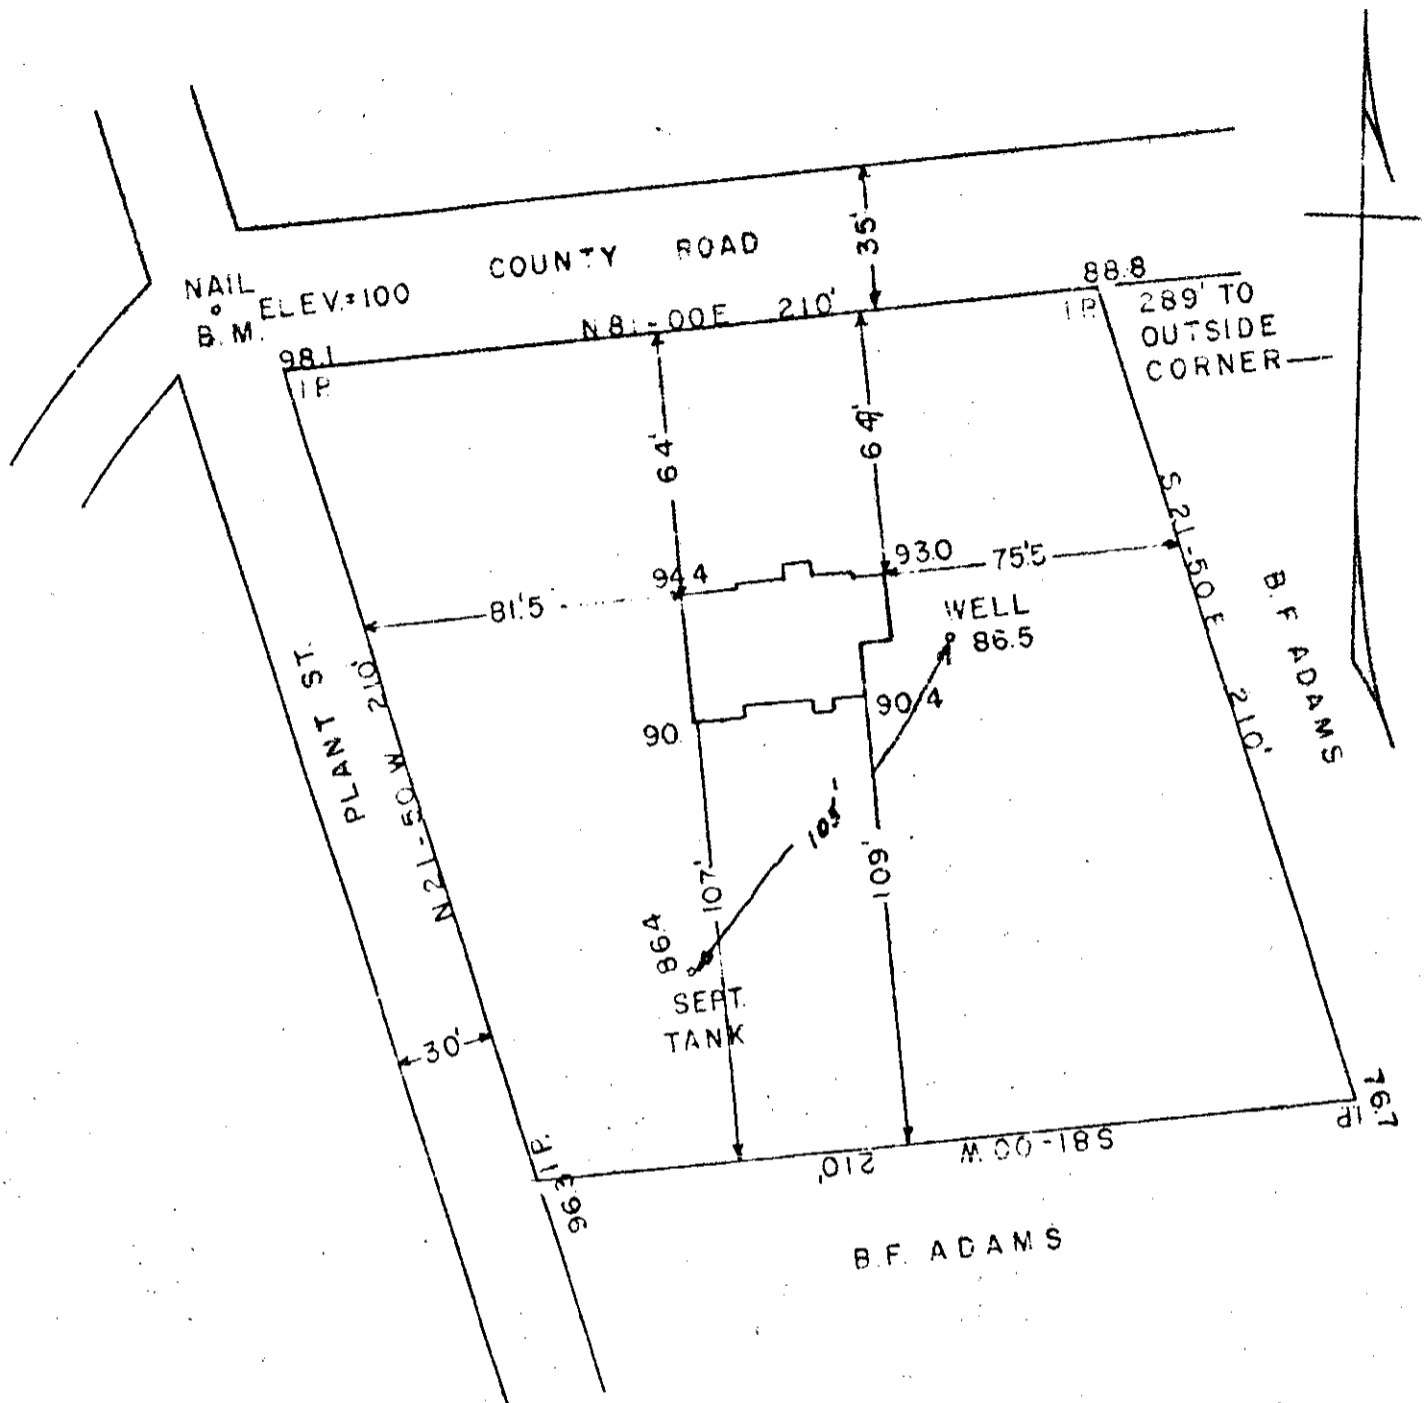 COUNTY ROAD
35'
NAIL
B. M. ELEV.=100
88.8
I P.
289' TO
OUTSIDE
CORNER
N 81-00 E 210'
98.1
I P.
64'
64'
S 21-50 E 210'
94.4
93.0
75'.5
81'.5
WELL
86.5
B. F. ADAMS
PLANT ST.
N 21-50 W 210'
90.
90.4
105
107'
109'
86.4
SEPT.
TANK
30'
76.7
I P.
I P.
96.3
S81-00 W
210'
B. F. ADAMS